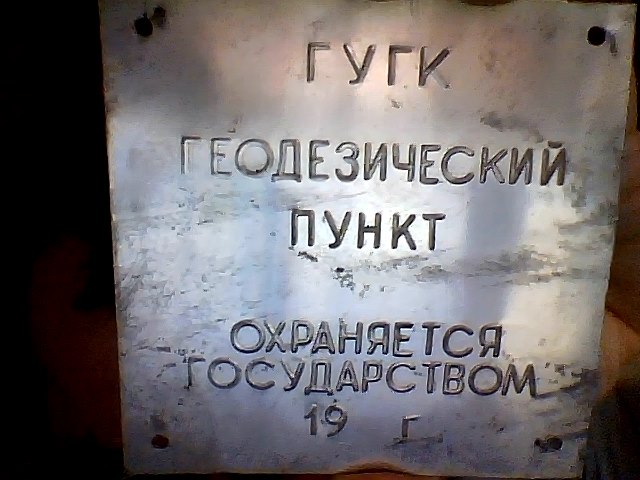 ГУГК
ГЕОДЕЗИЧЕСКИЙ
ПУНКТ
ОХРАНЯЕТСЯ
ГОСУДАРСТВОМ
19 г